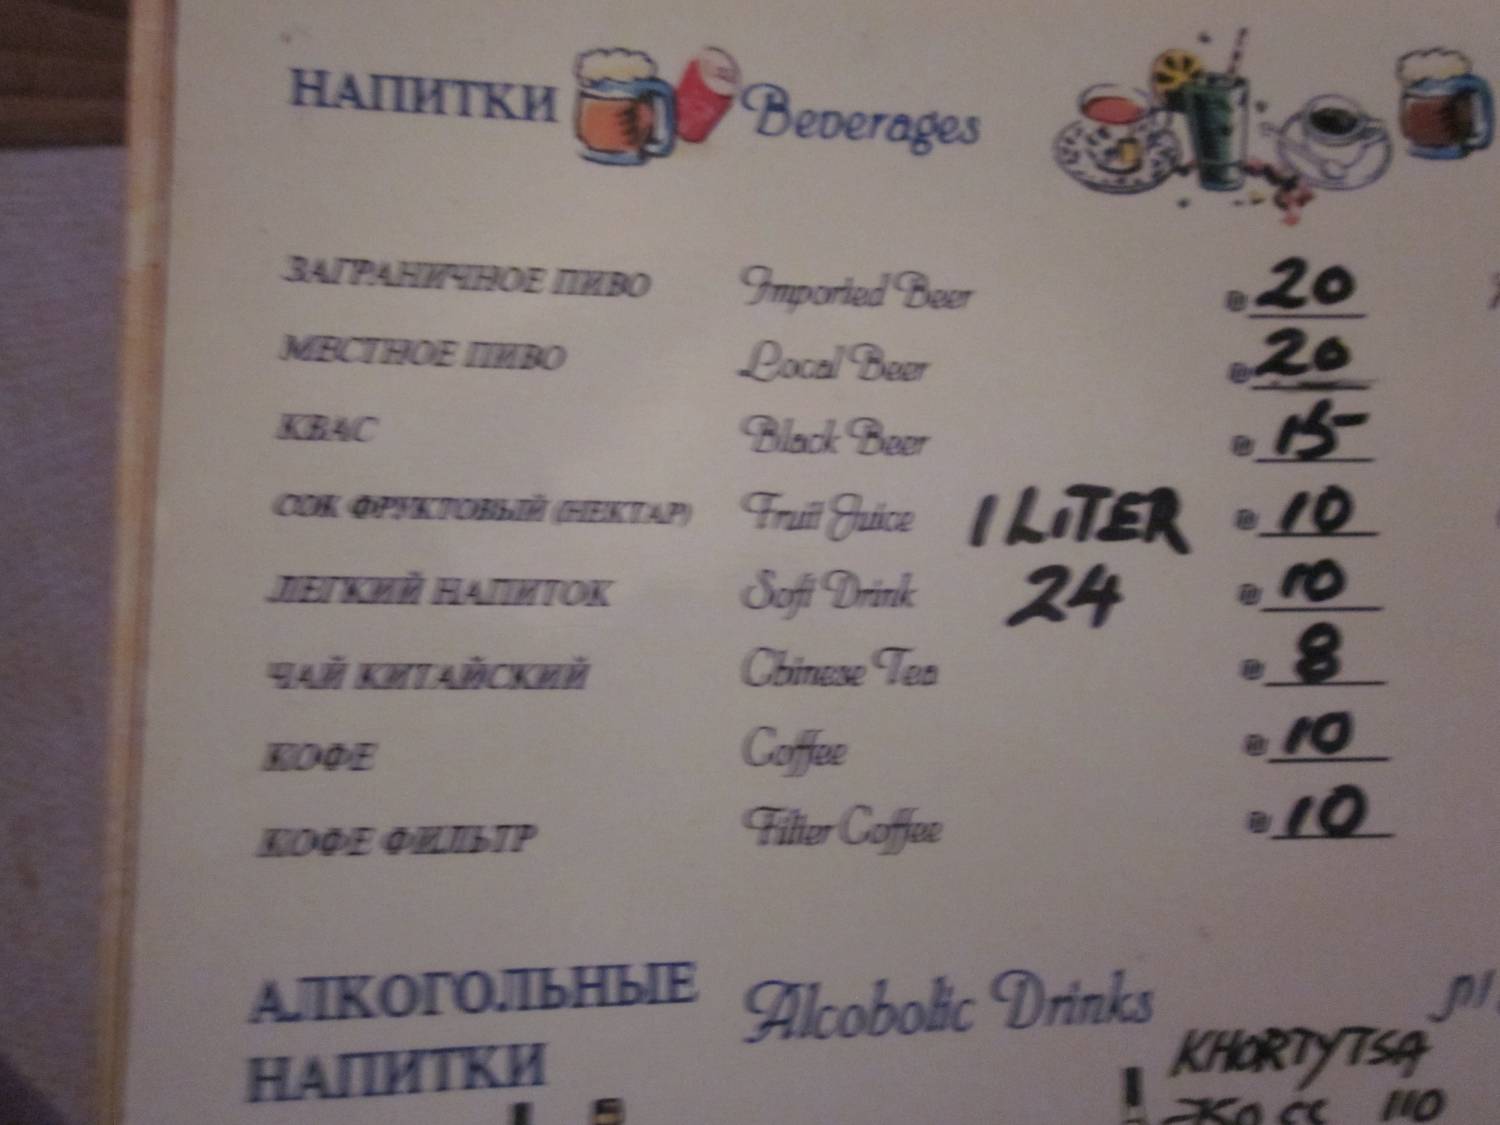 НАПИТКИ Beverages
ЗАГРАНИЧНОЕ ПИВО Imported Beer ₪ 20
МЕСТНОЕ ПИВО Local Beer ₪ 20
КВАС Black Beer ₪ 15
СОК ФРУКТОВЫЙ (НЕКТАР) Fruit Juice 1 LITER ₪ 10
ЛЕГКИЙ НАПИТОК Soft Drink 24 ₪ 10
ЧАЙ КИТАЙСКИЙ Chinese Tea ₪ 8
КОФЕ Coffee ₪ 10
КОФЕ ФИЛЬТР Filter Coffee ₪ 10
АЛКОГОЛЬНЫЕ Alcoholic Drinks
НАПИТКИ KHORTYTSA
110